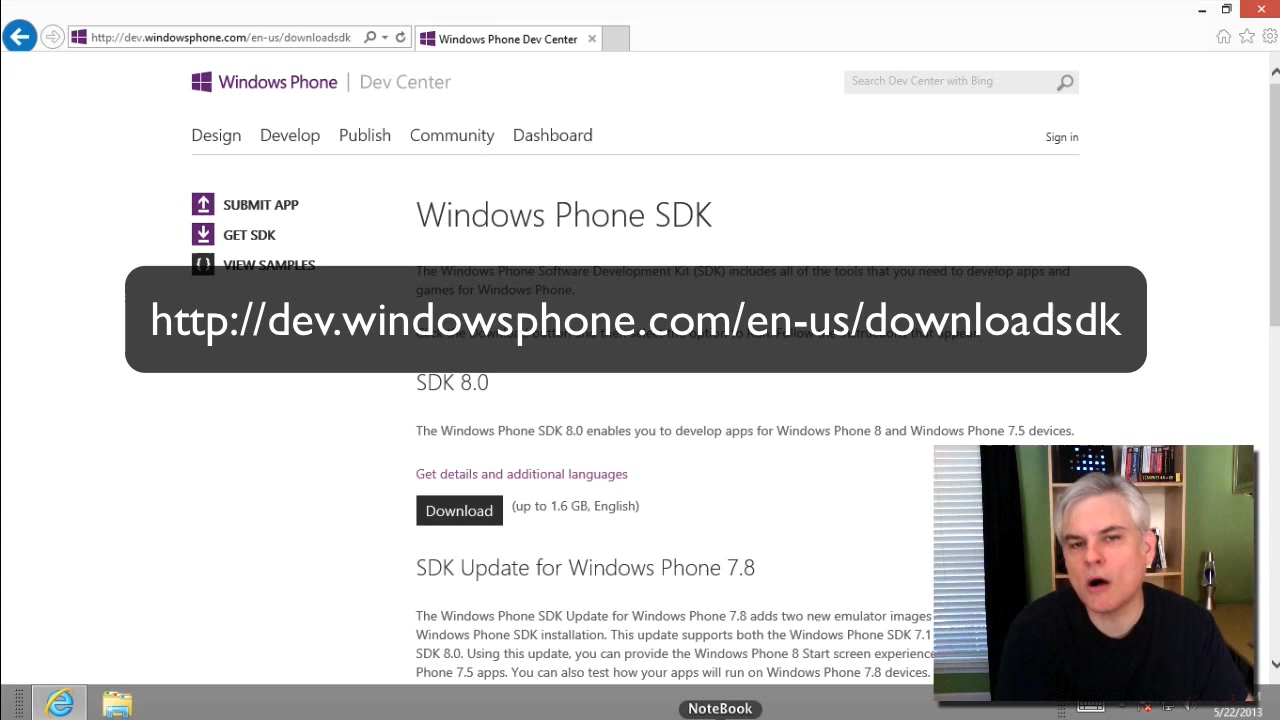 http://dev.windowsphone.com/en-us/downloadsdk
Windows Phone Dev Center
Windows Phone | Dev Center
Search Dev Center with Bing
Design Develop Publish Community Dashboard
Sign in
SUBMIT APP
GET SDK
VIEW SAMPLES
Windows Phone SDK
The Windows Phone Software Development Kit (SDK) includes all of the tools that you need to develop apps and
games for Windows Phone.
http://dev.windowsphone.com/en-us/downloadsdk
SDK 8.0
The Windows Phone SDK 8.0 enables you to develop apps for Windows Phone 8 and Windows Phone 7.5 devices.
Get details and additional languages
Download (up to 1.6 GB, English)
SDK Update for Windows Phone 7.8
The Windows Phone SDK Update for Windows Phone 7.8 adds two new emulator images
Windows Phone SDK installation. This update supports both the Windows Phone SDK 7.1
SDK 8.0. Using this update, you can provide the Windows Phone 8 Start screen experience
Phone 7.5 apps. You can also test how your apps will run on Windows Phone 7.8 devices.
NoteBook
5/22/2013